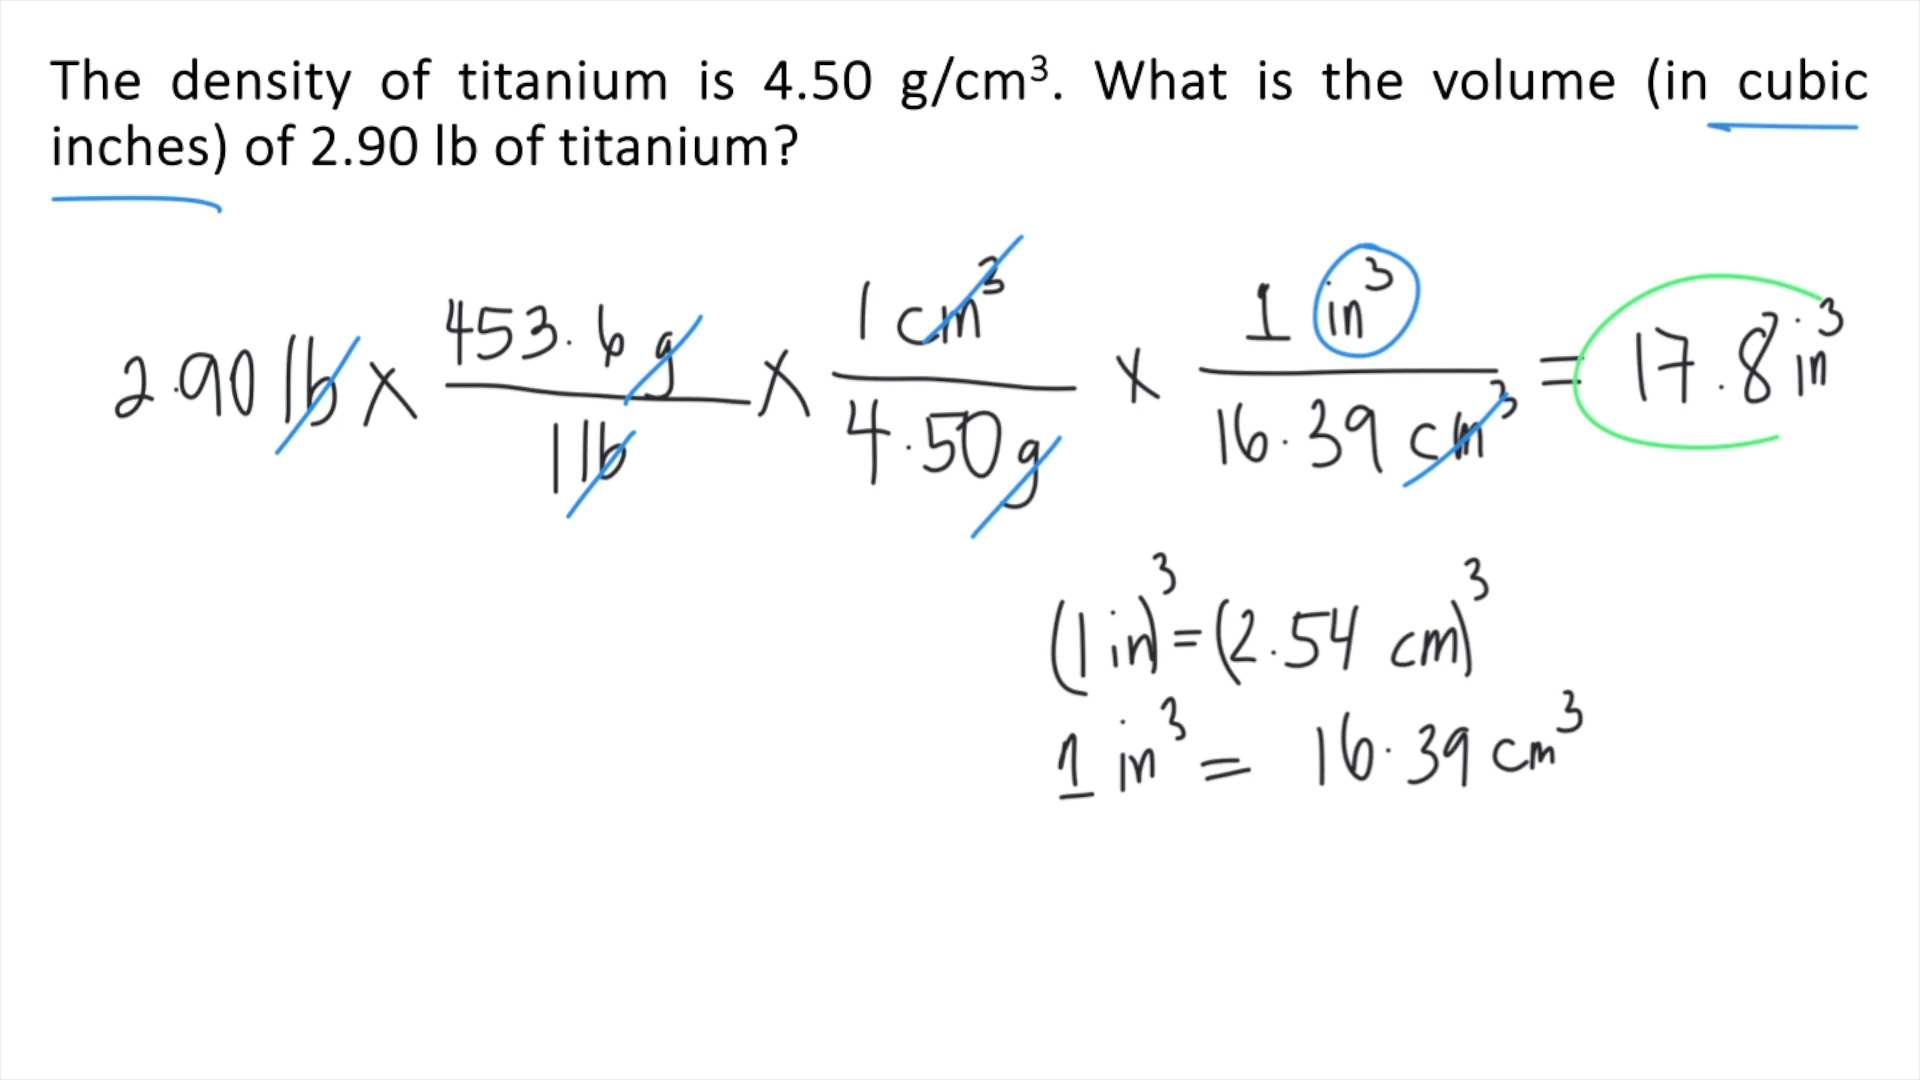 The density of titanium is 4.50 g/cm³. What is the volume (in cubic
inches) of 2.90 lb of titanium?
2.90 lb x 453.6 g / 1 lb x 1 cm³ / 4.50 g x 1 in³ / 16.39 cm³ = 17.8 in³
(1 in)³ = (2.54 cm)³
1 in³ = 16.39 cm³